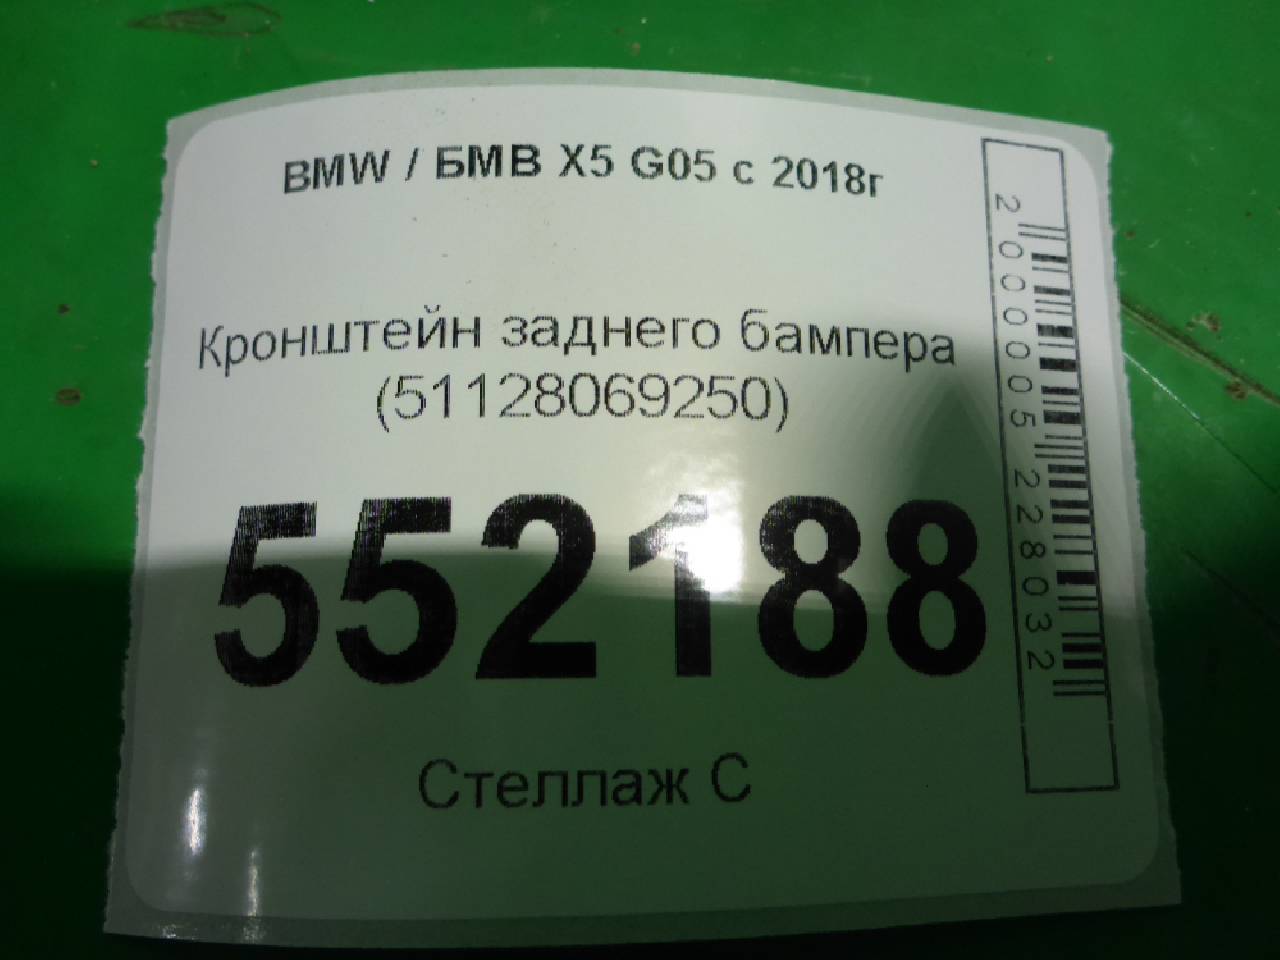 BMW / БМВ X5 G05 с 2018г
Кронштейн заднего бампера
(51128069250)
552188
Стеллаж С
2000005228032